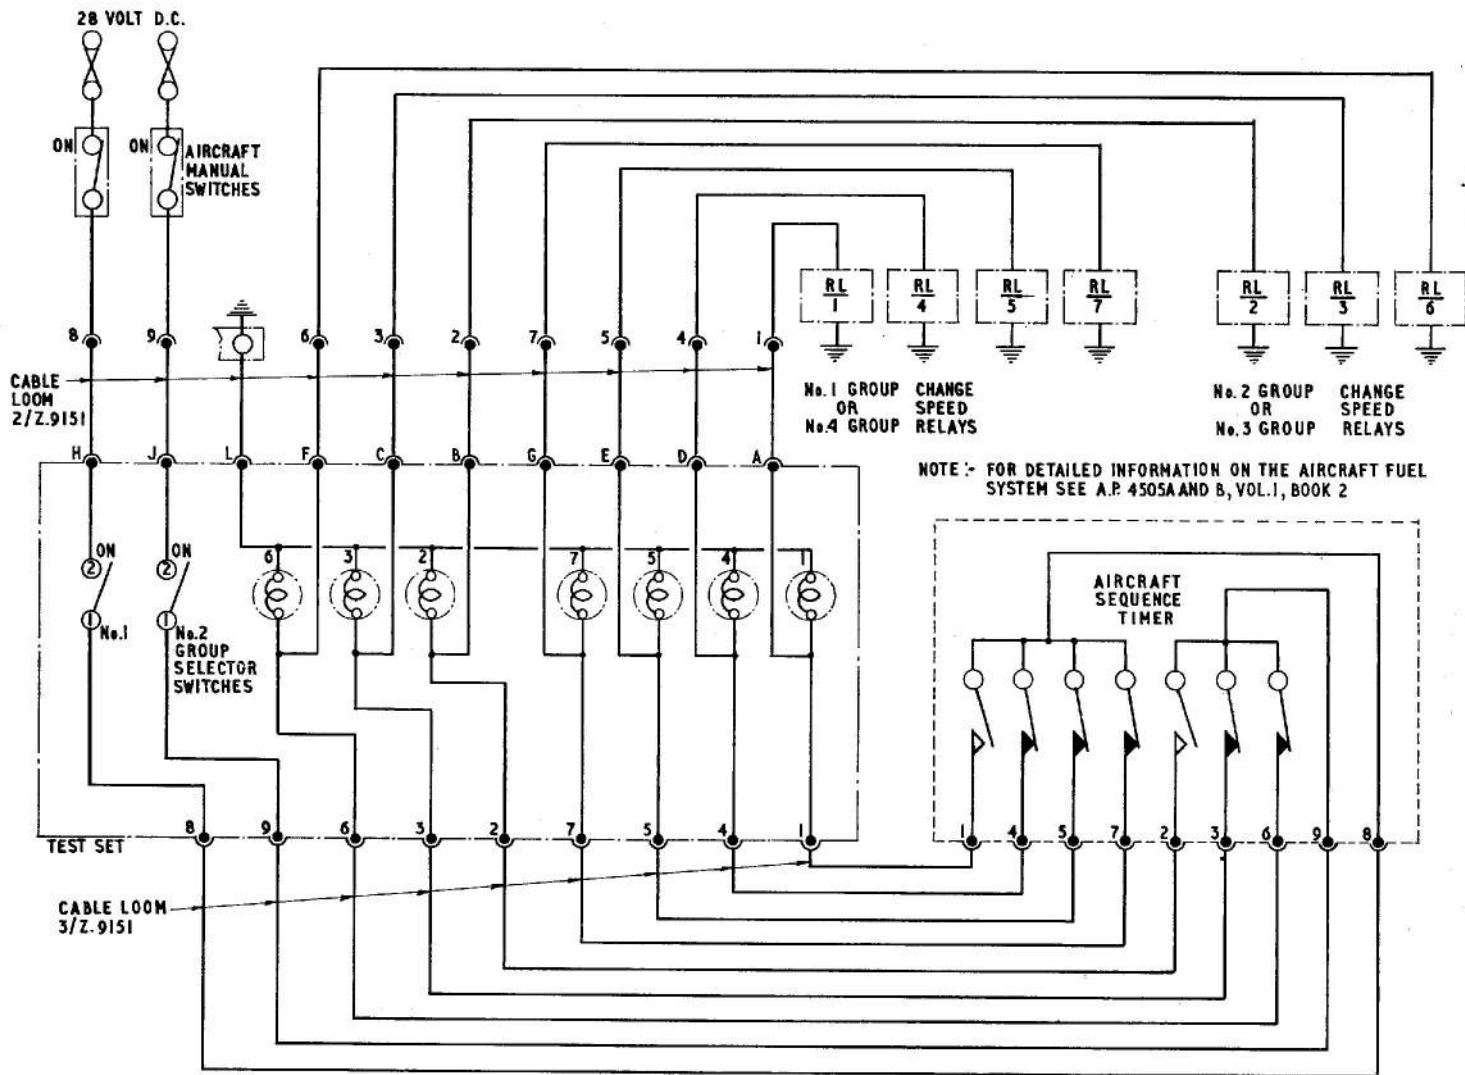 28 VOLT D.C.
ON
ON
AIRCRAFT
MANUAL
SWITCHES
RL
1
RL
4
RL
5
RL
7
RL
2
RL
3
RL
6
8
9
6
3
2
7
5
4
1
CABLE
LOOM
2/Z.9151
No.1 GROUP
OR
No.4 GROUP
CHANGE
SPEED
RELAYS
No.2 GROUP
OR
No.3 GROUP
CHANGE
SPEED
RELAYS
H
J
L
F
C
B
G
E
D
A
NOTE :- FOR DETAILED INFORMATION ON THE AIRCRAFT FUEL
SYSTEM SEE A.P. 4505A AND B, VOL.1, BOOK 2
ON
2
1
No.1
ON
2
1
No.2
GROUP
SELECTOR
SWITCHES
6
3
2
7
5
4
1
AIRCRAFT
SEQUENCE
TIMER
TEST SET
8
9
6
3
2
7
5
4
1
1
4
5
7
2
3
6
9
8
CABLE LOOM
3/Z.9151